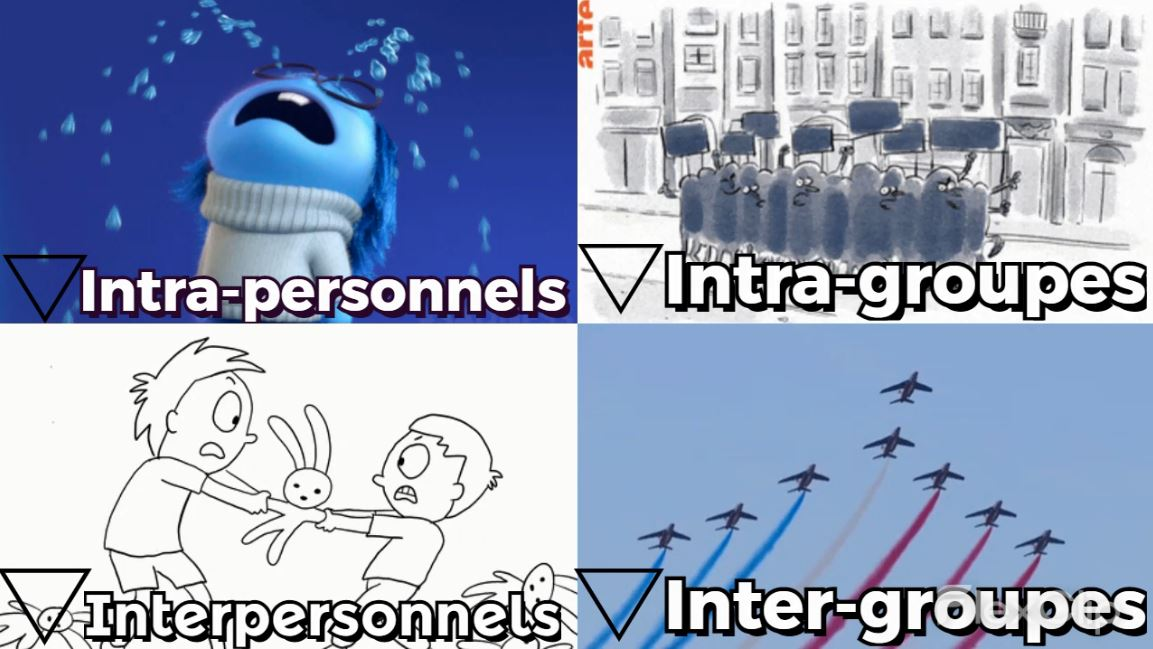 arte
Intra-personnels
Intra-groupes
Interpersonnels
Inter-groupes